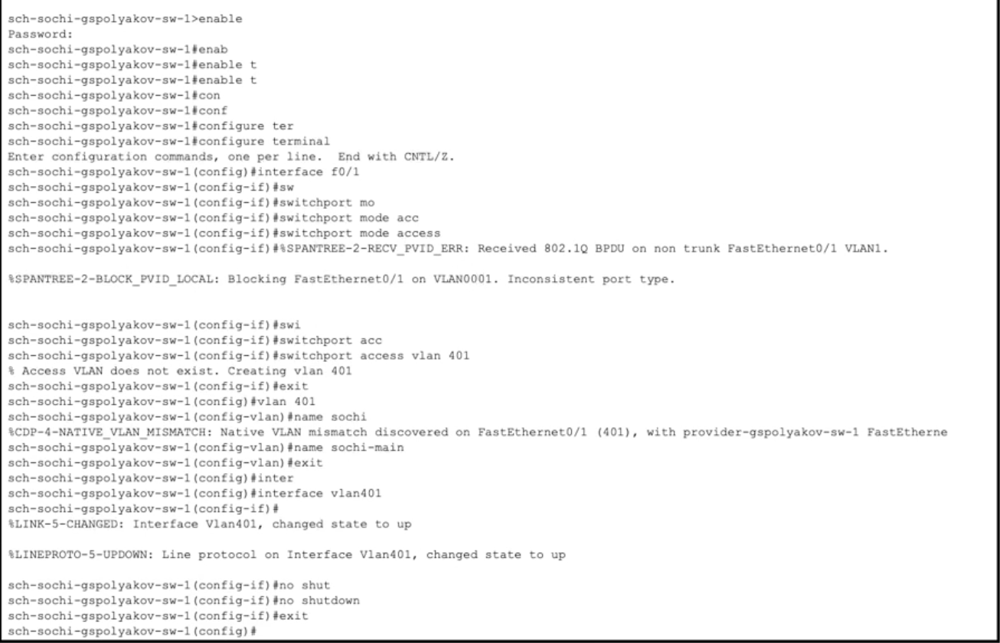 sch-sochi-gspolyakov-sw-1>enable
Password:
sch-sochi-gspolyakov-sw-1#enab
sch-sochi-gspolyakov-sw-1#enable t
sch-sochi-gspolyakov-sw-1#enable t
sch-sochi-gspolyakov-sw-1#con
sch-sochi-gspolyakov-sw-1#conf
sch-sochi-gspolyakov-sw-1#configure ter
sch-sochi-gspolyakov-sw-1#configure terminal
Enter configuration commands, one per line.  End with CNTL/Z.
sch-sochi-gspolyakov-sw-1(config)#interface f0/1
sch-sochi-gspolyakov-sw-1(config-if)#sw
sch-sochi-gspolyakov-sw-1(config-if)#switchport mo
sch-sochi-gspolyakov-sw-1(config-if)#switchport mode acc
sch-sochi-gspolyakov-sw-1(config-if)#switchport mode access
sch-sochi-gspolyakov-sw-1(config-if)#%SPANTREE-2-RECV_PVID_ERR: Received 802.1Q BPDU on non trunk FastEthernet0/1 VLAN1.
%SPANTREE-2-BLOCK_PVID_LOCAL: Blocking FastEthernet0/1 on VLAN0001. Inconsistent port type.
sch-sochi-gspolyakov-sw-1(config-if)#swi
sch-sochi-gspolyakov-sw-1(config-if)#switchport acc
sch-sochi-gspolyakov-sw-1(config-if)#switchport access vlan 401
% Access VLAN does not exist. Creating vlan 401
sch-sochi-gspolyakov-sw-1(config-if)#exit
sch-sochi-gspolyakov-sw-1(config)#vlan 401
sch-sochi-gspolyakov-sw-1(config-vlan)#name sochi
%CDP-4-NATIVE_VLAN_MISMATCH: Native VLAN mismatch discovered on FastEthernet0/1 (401), with provider-gspolyakov-sw-1 FastEtherne
sch-sochi-gspolyakov-sw-1(config-vlan)#name sochi-main
sch-sochi-gspolyakov-sw-1(config-vlan)#exit
sch-sochi-gspolyakov-sw-1(config)#inter
sch-sochi-gspolyakov-sw-1(config)#interface vlan401
sch-sochi-gspolyakov-sw-1(config-if)#
%LINK-5-CHANGED: Interface Vlan401, changed state to up
%LINEPROTO-5-UPDOWN: Line protocol on Interface Vlan401, changed state to up
sch-sochi-gspolyakov-sw-1(config-if)#no shut
sch-sochi-gspolyakov-sw-1(config-if)#no shutdown
sch-sochi-gspolyakov-sw-1(config-if)#exit
sch-sochi-gspolyakov-sw-1(config)#